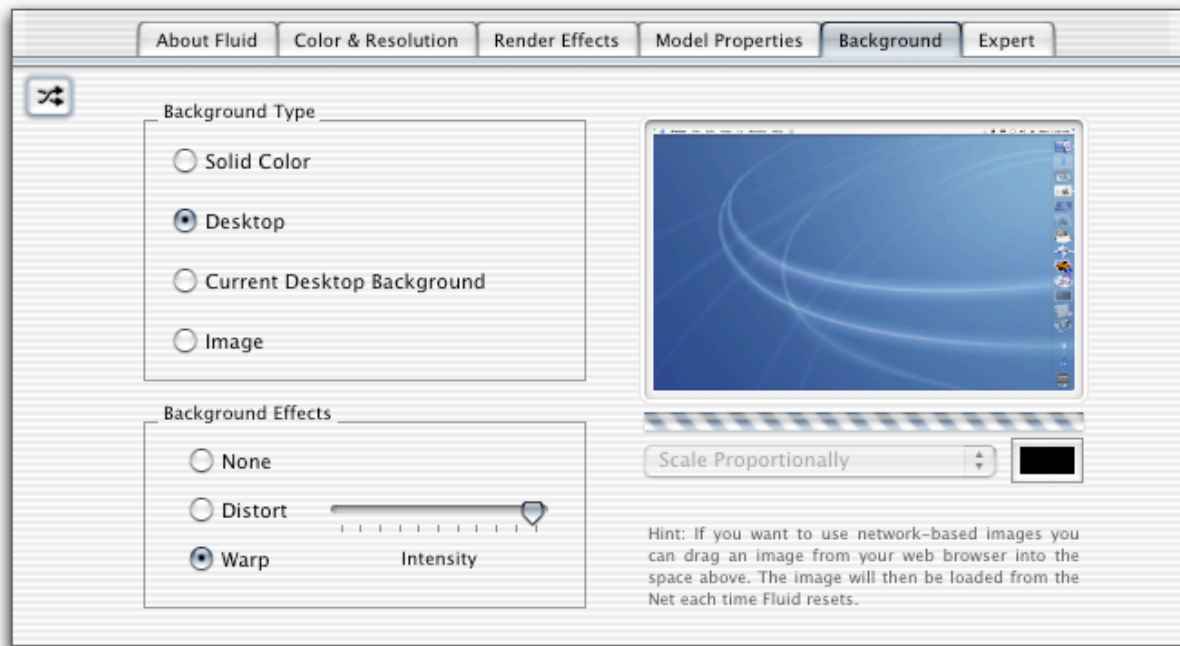 About Fluid
Color & Resolution
Render Effects
Model Properties
Background
Expert
Background Type
Solid Color
Desktop
Current Desktop Background
Image
Background Effects
None
Distort
Warp
Intensity
Scale Proportionally
Hint: If you want to use network-based images you
can drag an image from your web browser into the
space above. The image will then be loaded from the
Net each time Fluid resets.